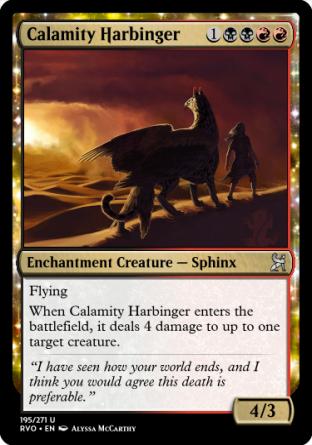 Calamity Harbinger 1
Enchantment Creature — Sphinx
Flying
When Calamity Harbinger enters the
battlefield, it deals 4 damage to up to one
target creature.
“I have seen how your world ends, and I
think you would agree this death is
preferable.”
4/3
195/271 U
RVO • EN Alyssa McCarthy